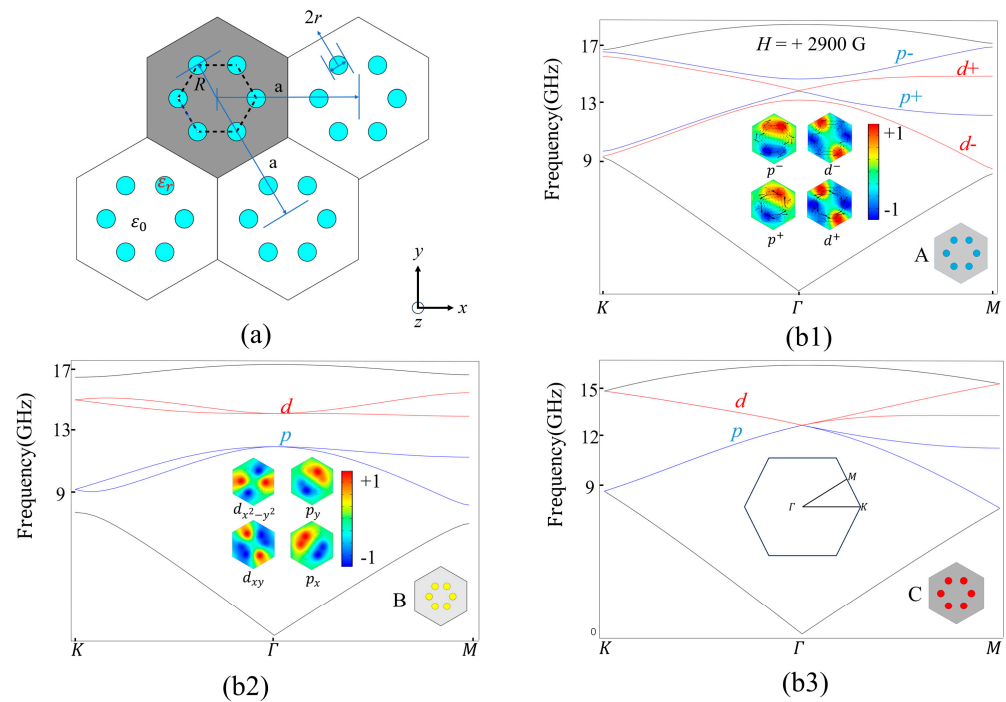 2r
R
a
a
ε_r
ε_0
y
x
z
(a)
Frequency(GHz)
17
13
9
H = + 2900 G
p-
d+
p+
d-
p^-
d^-
p^+
d^+
+1
-1
A
K
Γ
M
(b1)
Frequency(GHz)
17
13
9
d
p
d_{x^2-y^2}
p_y
d_{xy}
p_x
+1
-1
B
K
Γ
M
(b2)
Frequency(GHz)
15
12
9
0
d
p
Γ
M
K
C
K
Γ
M
(b3)